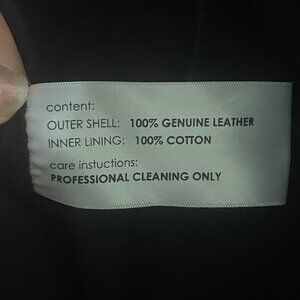 content:
OUTER SHELL: 100% GENUINE LEATHER
INNER LINING: 100% COTTON
care instuctions:
PROFESSIONAL CLEANING ONLY